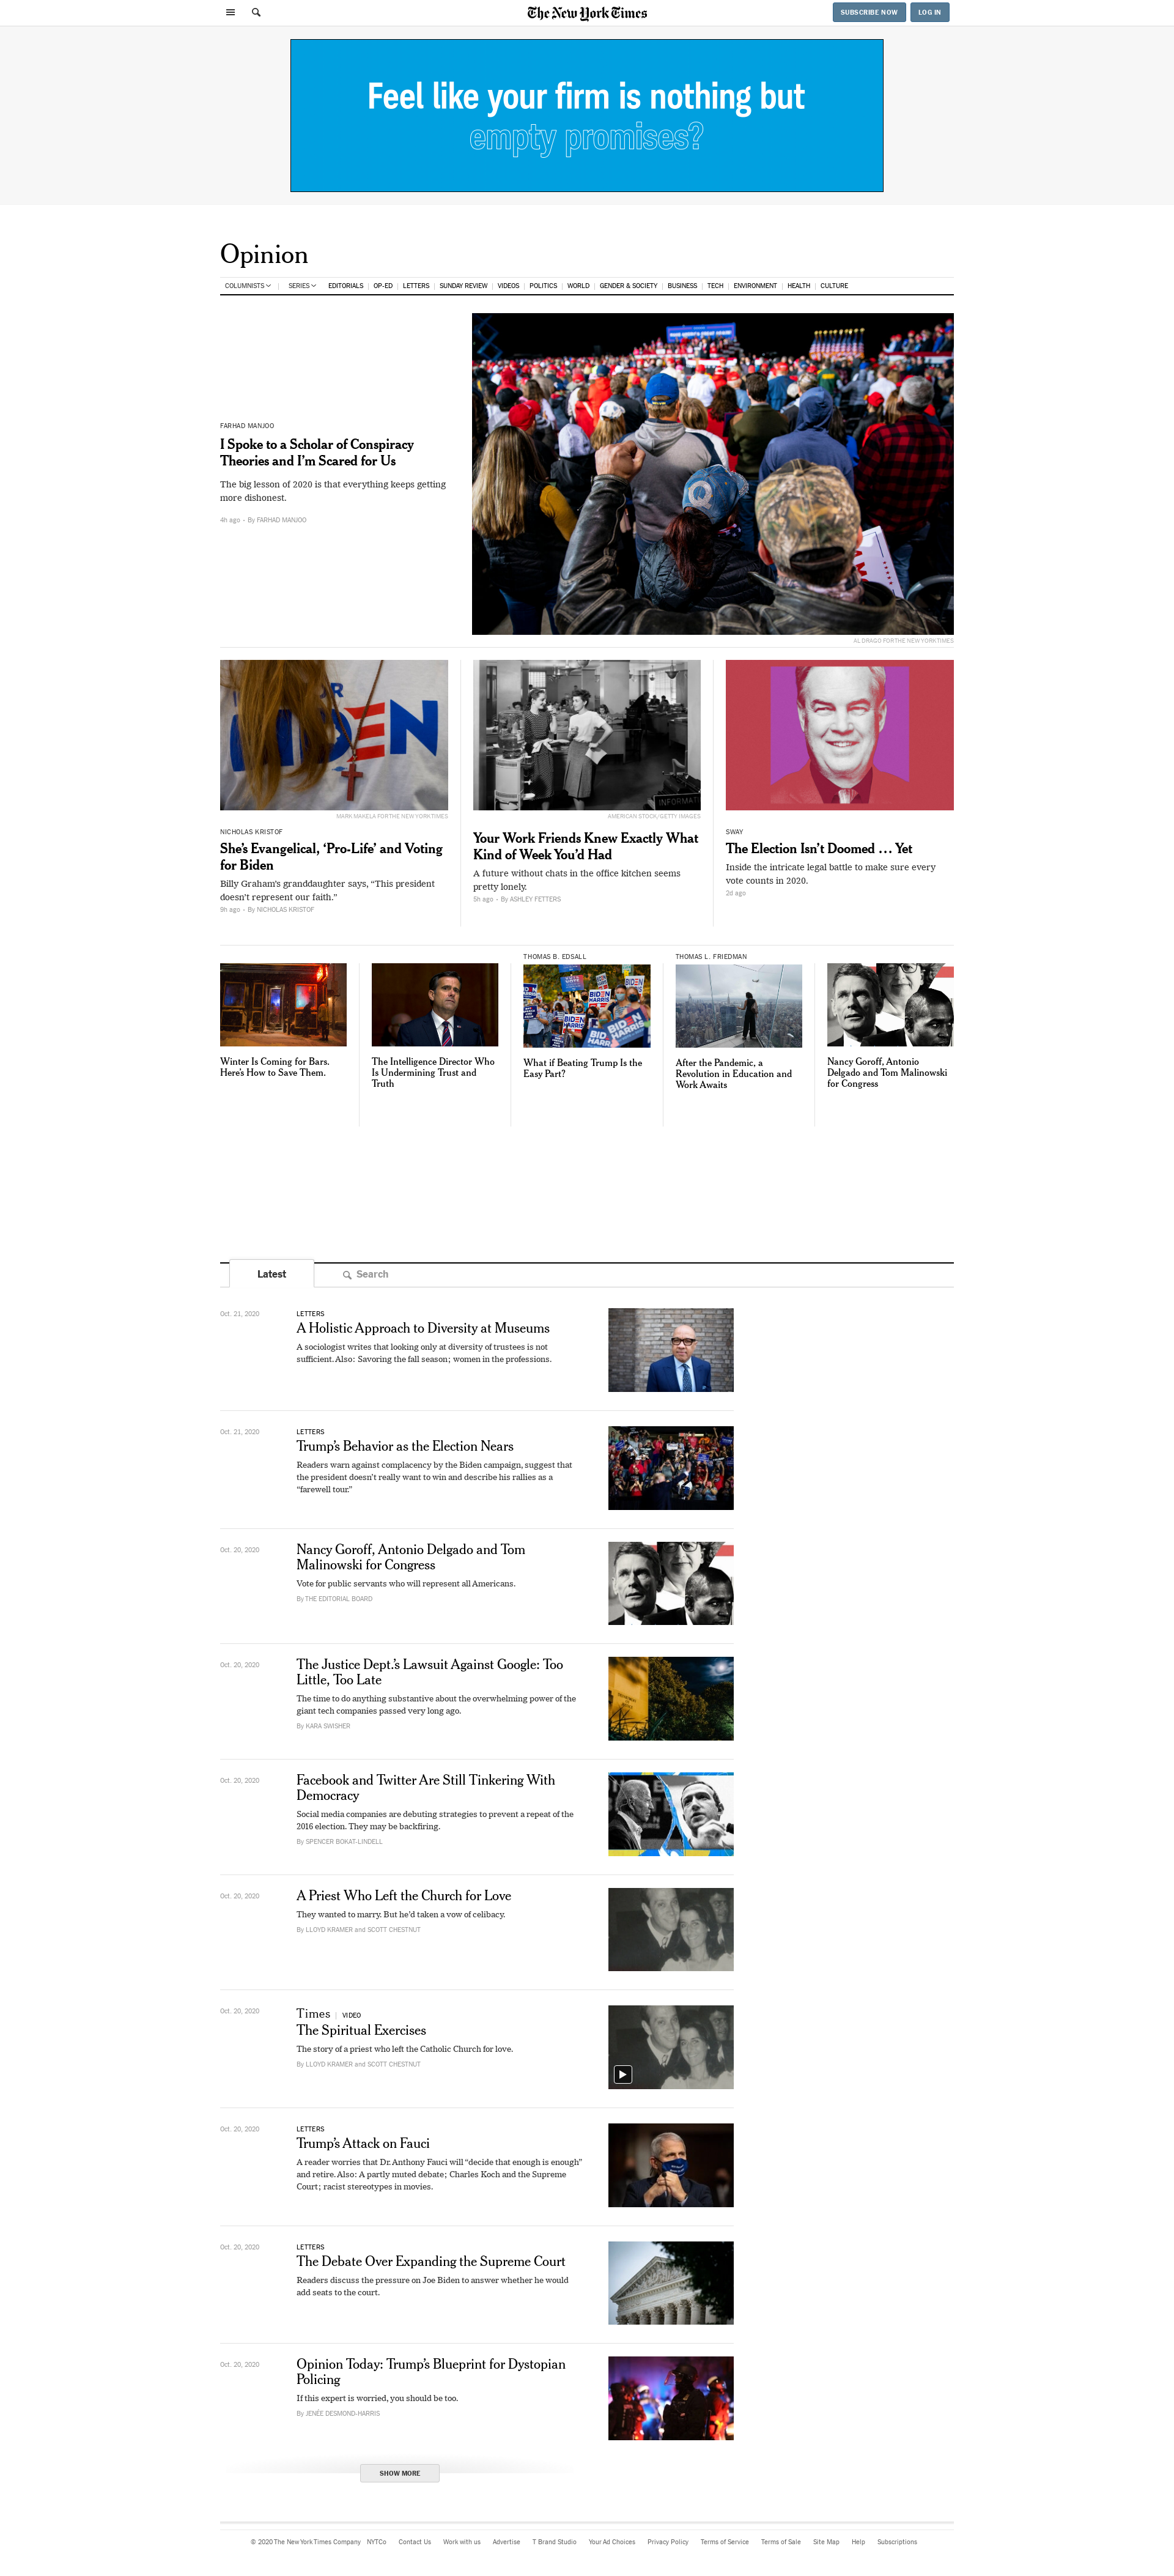 The New York Times
SUBSCRIBE NOW
LOG IN
Feel like your firm is nothing but
empty promises?
Opinion
COLUMNISTS
SERIES
EDITORIALS
OP-ED
LETTERS
SUNDAY REVIEW
VIDEOS
POLITICS
WORLD
GENDER & SOCIETY
BUSINESS
TECH
ENVIRONMENT
HEALTH
CULTURE
FARHAD MANJOO
I Spoke to a Scholar of Conspiracy
Theories and I’m Scared for Us
The big lesson of 2020 is that everything keeps getting
more dishonest.
4h ago - By FARHAD MANJOO
AL DRAGO FOR THE NEW YORK TIMES
MARK MAKELA FOR THE NEW YORK TIMES
NICHOLAS KRISTOF
She’s Evangelical, ‘Pro-Life’ and Voting
for Biden
Billy Graham’s granddaughter says, “This president
doesn’t represent our faith.”
9h ago - By NICHOLAS KRISTOF
INFORMAT
AMERICAN STOCK/GETTY IMAGES
Your Work Friends Knew Exactly What
Kind of Week You’d Had
A future without chats in the office kitchen seems
pretty lonely.
5h ago - By ASHLEY FETTERS
SWAY
The Election Isn’t Doomed … Yet
Inside the intricate legal battle to make sure every
vote counts in 2020.
2d ago
Winter Is Coming for Bars.
Here’s How to Save Them.
The Intelligence Director Who
Is Undermining Trust and
Truth
THOMAS B. EDSALL
BIDEN
HARRIS
What if Beating Trump Is the
Easy Part?
THOMAS L. FRIEDMAN
After the Pandemic, a
Revolution in Education and
Work Awaits
Nancy Goroff, Antonio
Delgado and Tom Malinowski
for Congress
Latest
Search
Oct. 21, 2020
LETTERS
A Holistic Approach to Diversity at Museums
A sociologist writes that looking only at diversity of trustees is not
sufficient. Also: Savoring the fall season; women in the professions.
Oct. 21, 2020
LETTERS
Trump’s Behavior as the Election Nears
Readers warn against complacency by the Biden campaign, suggest that
the president doesn’t really want to win and describe his rallies as a
“farewell tour.”
Oct. 20, 2020
Nancy Goroff, Antonio Delgado and Tom
Malinowski for Congress
Vote for public servants who will represent all Americans.
By THE EDITORIAL BOARD
Oct. 20, 2020
The Justice Dept.’s Lawsuit Against Google: Too
Little, Too Late
The time to do anything substantive about the overwhelming power of the
giant tech companies passed very long ago.
By KARA SWISHER
Oct. 20, 2020
Facebook and Twitter Are Still Tinkering With
Democracy
Social media companies are debuting strategies to prevent a repeat of the
2016 election. They may be backfiring.
By SPENCER BOKAT-LINDELL
Oct. 20, 2020
A Priest Who Left the Church for Love
They wanted to marry. But he’d taken a vow of celibacy.
By LLOYD KRAMER and SCOTT CHESTNUT
Oct. 20, 2020
Times | VIDEO
The Spiritual Exercises
The story of a priest who left the Catholic Church for love.
By LLOYD KRAMER and SCOTT CHESTNUT
Oct. 20, 2020
LETTERS
Trump’s Attack on Fauci
A reader worries that Dr. Anthony Fauci will “decide that enough is enough”
and retire. Also: A partly muted debate; Charles Koch and the Supreme
Court; racist stereotypes in movies.
Oct. 20, 2020
LETTERS
The Debate Over Expanding the Supreme Court
Readers discuss the pressure on Joe Biden to answer whether he would
add seats to the court.
Oct. 20, 2020
Opinion Today: Trump’s Blueprint for Dystopian
Policing
If this expert is worried, you should be too.
By JENÉE DESMOND-HARRIS
SHOW MORE
© 2020 The New York Times Company NYTCo Contact Us Work with us Advertise T Brand Studio Your Ad Choices Privacy Policy Terms of Service Terms of Sale Site Map Help Subscriptions